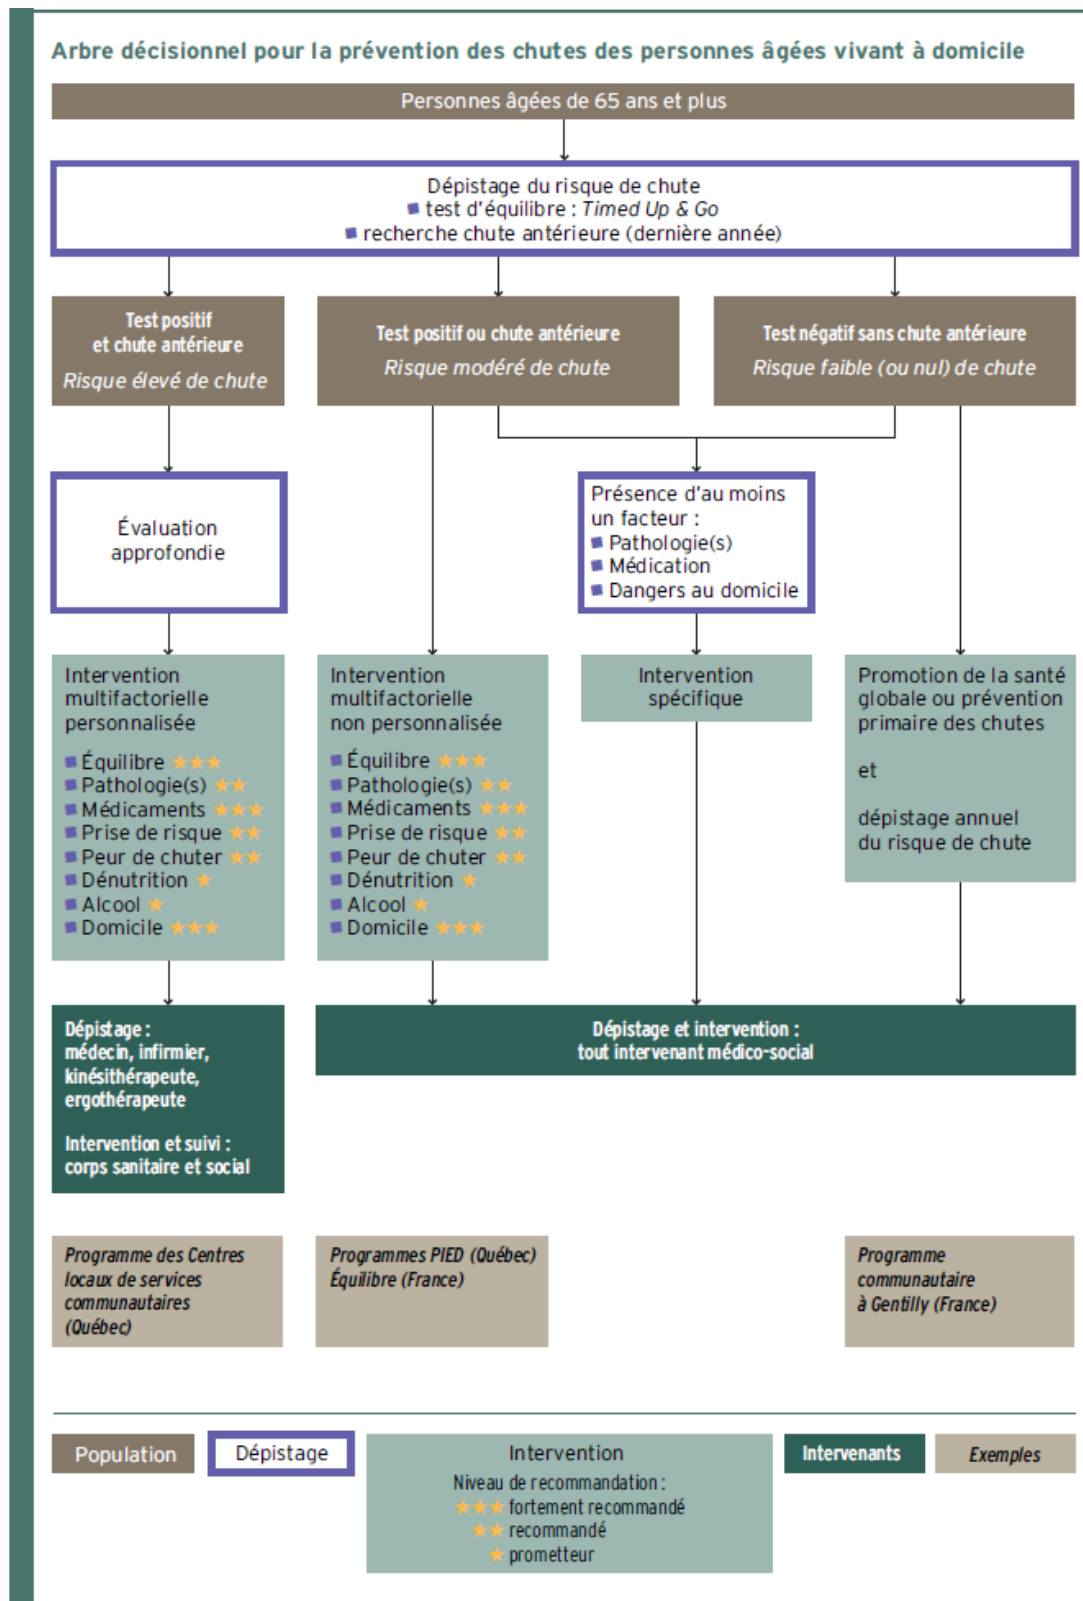 Arbre décisionnel pour la prévention des chutes des personnes âgées vivant à domicile
Personnes âgées de 65 ans et plus
Dépistage du risque de chute
■ test d'équilibre : Timed Up & Go
■ recherche chute antérieure (dernière année)
Test positif
et chute antérieure
Risque élevé de chute
Test positif ou chute antérieure
Risque modéré de chute
Test négatif sans chute antérieure
Risque faible (ou nul) de chute
Évaluation
approfondie
Présence d'au moins
un facteur :
■ Pathologie(s)
■ Médication
■ Dangers au domicile
Intervention
multifactorielle
personnalisée
■ Équilibre ★★★
■ Pathologie(s) ★★
■ Médicaments ★★★
■ Prise de risque ★★
■ Peur de chuter ★★
■ Dénutrition ★
■ Alcool ★
■ Domicile ★★★
Intervention
multifactorielle
non personnalisée
■ Équilibre ★★★
■ Pathologie(s) ★★
■ Médicaments ★★★
■ Prise de risque ★★
■ Peur de chuter ★★
■ Dénutrition ★
■ Alcool ★
■ Domicile ★★★
Intervention
spécifique
Promotion de la santé
globale ou prévention
primaire des chutes
et
dépistage annuel
du risque de chute
Dépistage :
médecin, infirmier,
kinésithérapeute,
ergothérapeute
Intervention et suivi :
corps sanitaire et social
Dépistage et intervention :
tout intervenant médico-social
Programme des Centres
locaux de services
communautaires
(Québec)
Programmes PIED (Québec)
Équilibre (France)
Programme
communautaire
à Gentilly (France)
Population
Dépistage
Intervention
Niveau de recommandation :
★★★ fortement recommandé
★★ recommandé
★ prometteur
Intervenants
Exemples